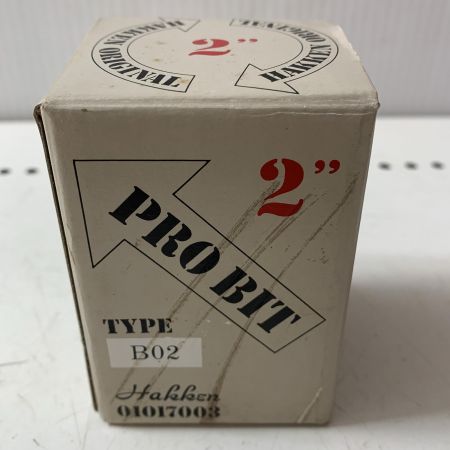 ORIGINAL
HAKKEN
2"
2"
PRO BIT
TYPE
B02
Hakken
01017003